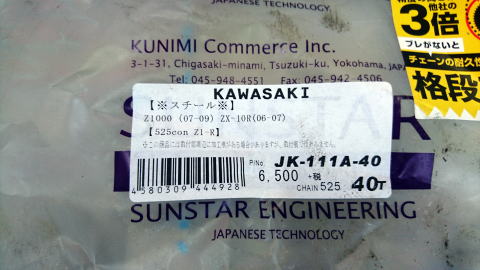 JAPANESE TECHNOLOGY
KUNIMI Commerce Inc.
3-1-31, Chigasaki-minami, Tsuzuki-ku, Yokohama, JAPAN
Tel: 045-948-4551 Fax: 045-942-4506
3倍
他社の
ブレがないと
チェーンの耐久性
格段
KAWASAKI
【※スチール※】
Z1000 (07-09) ZX-10R(06-07)
【525con Z1-R】
P/No. JK-111A-40
6,500 +税
CHAIN 525 40T
4580309444928
SUNSTAR ENGINEERING
JAPANESE TECHNOLOGY